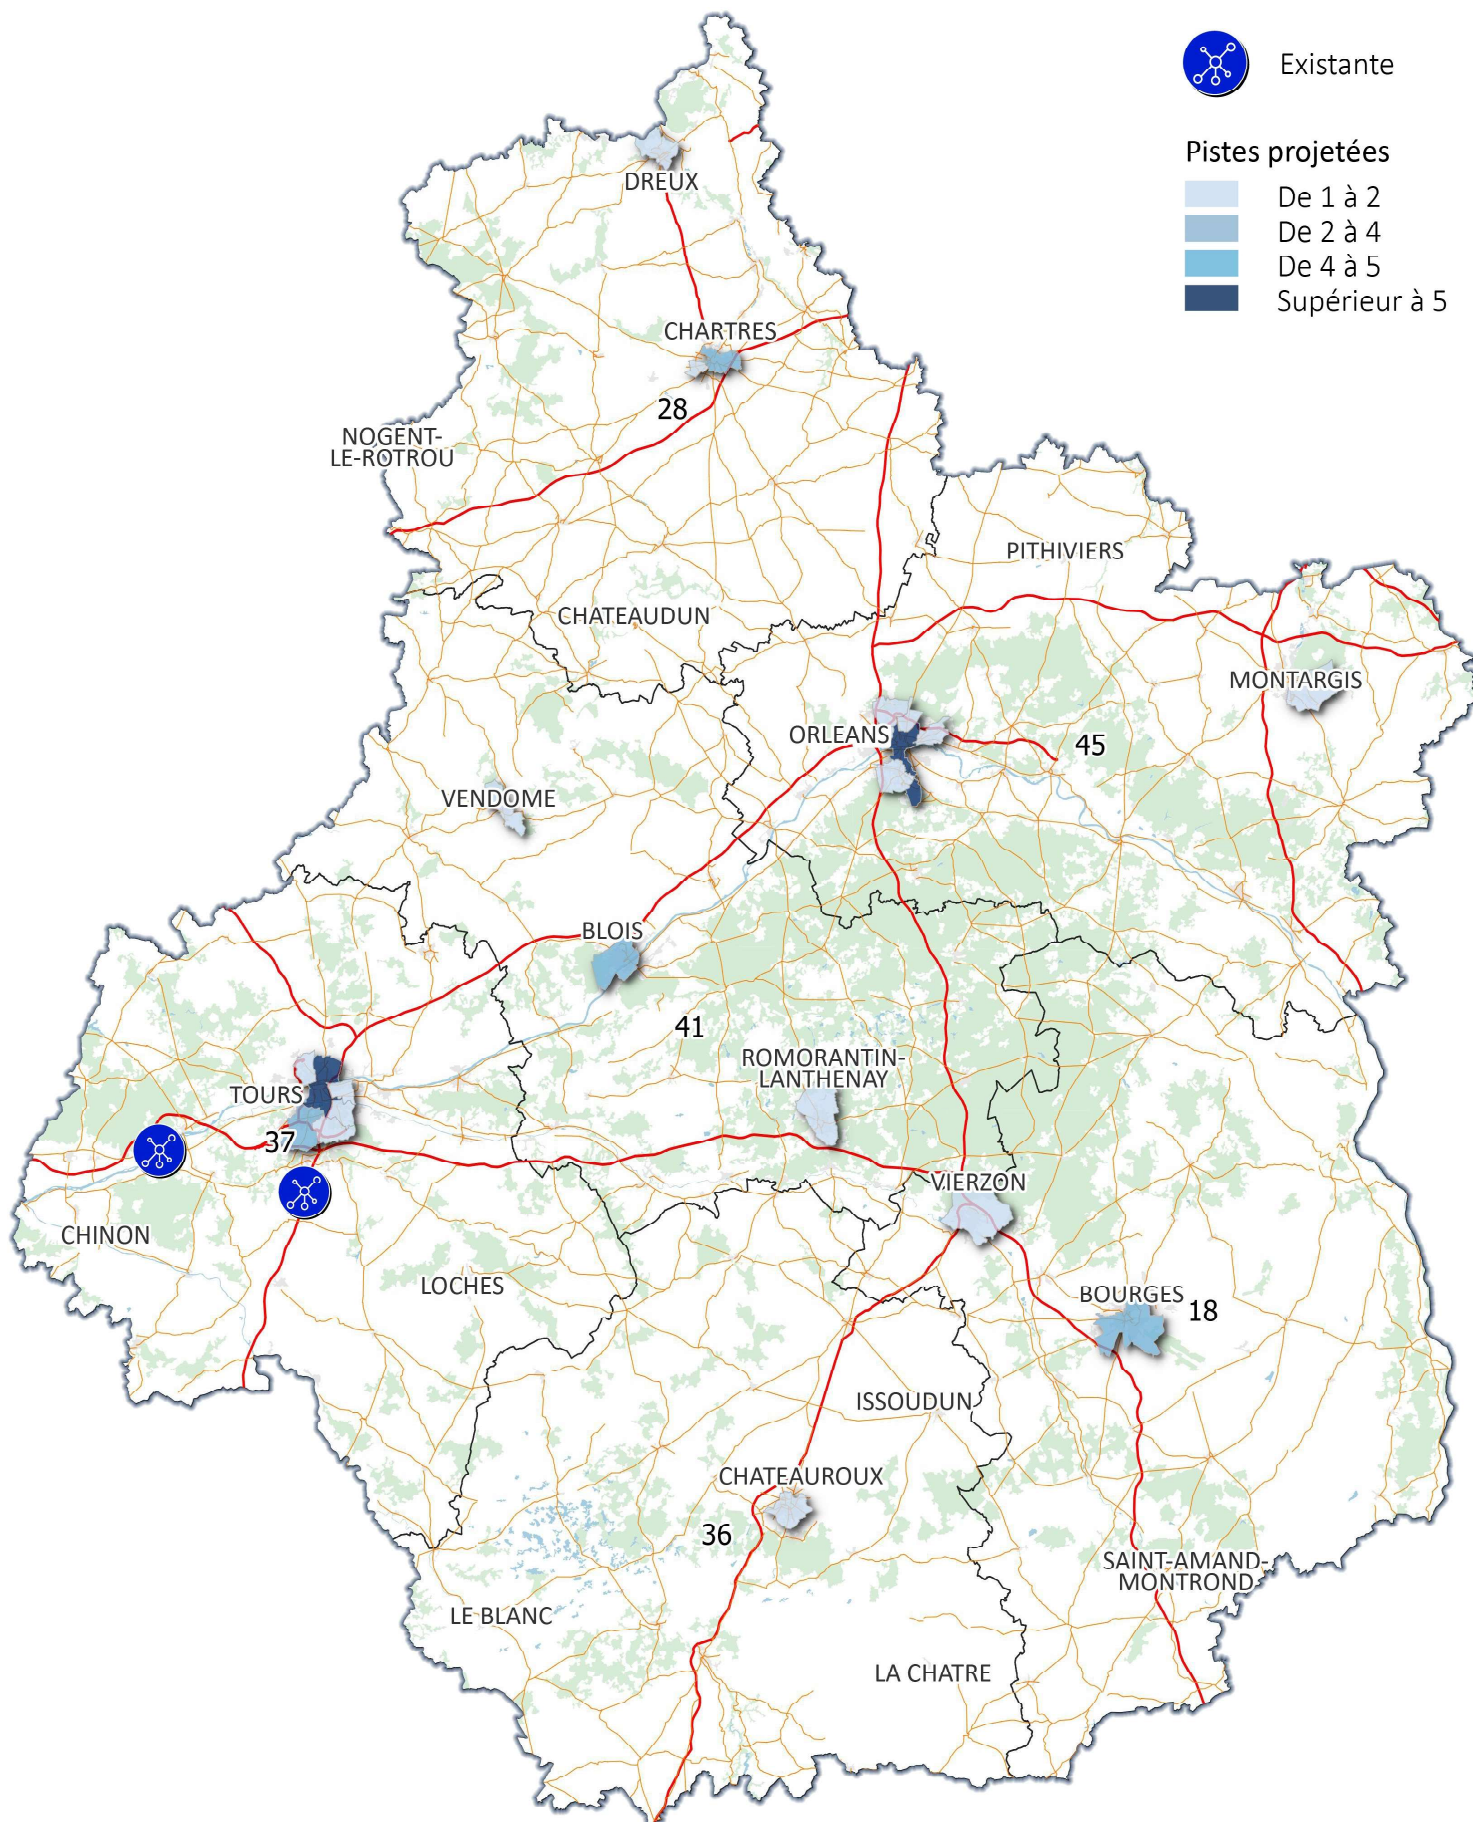 Existante
Pistes projetées
De 1 à 2
De 2 à 4
De 4 à 5
Supérieur à 5
DREUX
CHARTRES
28
NOGENT-
LE-ROTROU
PITHIVIERS
CHATEAUDUN
MONTARGIS
ORLEANS
45
VENDOME
BLOIS
41
ROMORANTIN-
LANTHENAY
TOURS
37
VIERZON
CHINON
LOCHES
BOURGES
18
ISSOUDUN
CHATEAUROUX
36
SAINT-AMAND-
MONTROND
LE BLANC
LA CHATRE